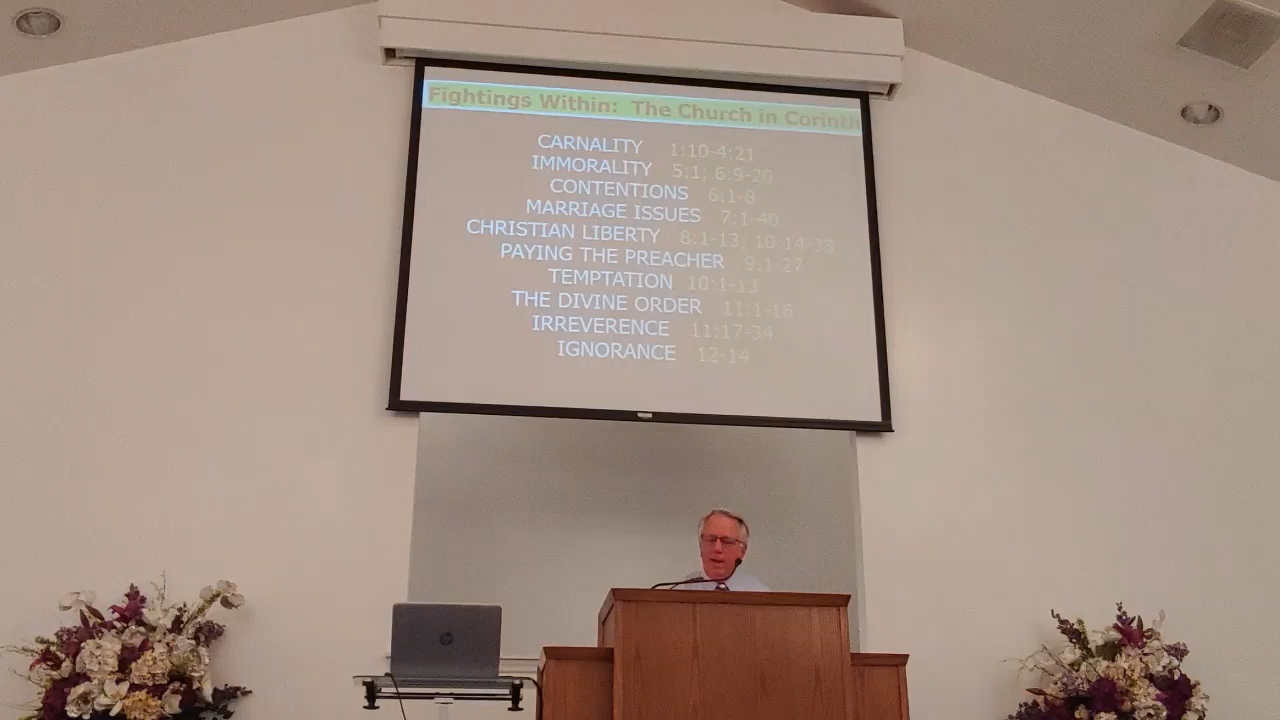 Fightings Within: The Church in Corinth
CARNALITY 1:10-4:21
IMMORALITY 5:1; 6:9-20
CONTENTIONS 6:1-8
MARRIAGE ISSUES 7:1-40
CHRISTIAN LIBERTY 8:1-13; 10:14-33
PAYING THE PREACHER 9:1-27
TEMPTATION 10:1-13
THE DIVINE ORDER 11:1-16
IRREVERENCE 11:17-34
IGNORANCE 12-14
hp